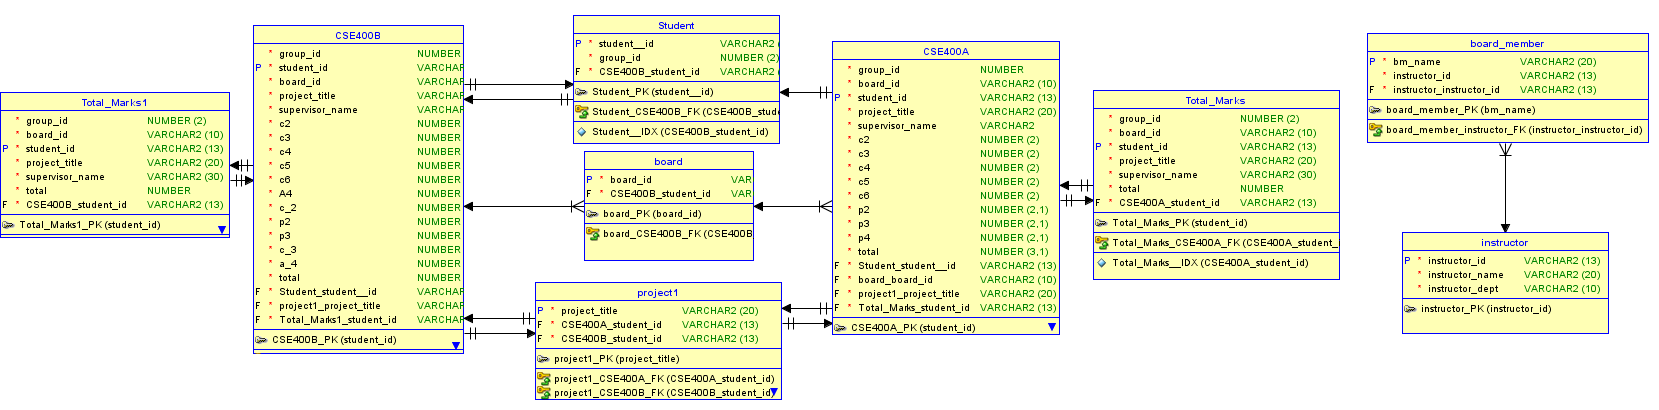 Total_Marks1
* group_id NUMBER (2)
* board_id VARCHAR2 (10)
P * student_id VARCHAR2 (13)
* project_title VARCHAR2 (20)
* supervisor_name VARCHAR2 (30)
* total NUMBER
F * CSE400B_student_id VARCHAR2 (13)
Total_Marks1_PK (student_id)
CSE400B
* group_id NUMBER
P * student_id VARCHAR
* board_id VARCHAR
* project_title VARCHAR
* supervisor_name VARCHAR
* c2 NUMBER
* c3 NUMBER
* c4 NUMBER
* c5 NUMBER
* c6 NUMBER
* A4 NUMBER
* c_2 NUMBER
* p2 NUMBER
* p3 NUMBER
* c_3 NUMBER
* a_4 NUMBER
* total NUMBER
F * Student_student__id VARCHAR
F * project1_project_title VARCHAR
F * Total_Marks1_student_id VARCHAR
CSE400B_PK (student_id)
Student
P * student__id VARCHAR2 (
* group_id NUMBER (2)
F * CSE400B_student_id VARCHAR2 (
Student_PK (student__id)
Student_CSE400B_FK (CSE400B_stud
Student__IDX (CSE400B_student_id)
board
P * board_id VAR
F * CSE400B_student_id VAR
board_PK (board_id)
board_CSE400B_FK (CSE400B
project1
P * project_title VARCHAR2 (20)
F * CSE400A_student_id VARCHAR2 (13)
F * CSE400B_student_id VARCHAR2 (13)
project1_PK (project_title)
project1_CSE400A_FK (CSE400A_student_id)
project1_CSE400B_FK (CSE400B_student_id)
CSE400A
* group_id NUMBER
* board_id VARCHAR2 (10)
P * student_id VARCHAR2 (13)
* project_title VARCHAR2 (20)
* supervisor_name VARCHAR2
* c2 NUMBER (2)
* c3 NUMBER (2)
* c4 NUMBER (2)
* c5 NUMBER (2)
* c6 NUMBER (2)
* p2 NUMBER (2,1)
* p3 NUMBER (2,1)
* p4 NUMBER (2,1)
* total NUMBER (3,1)
F * Student_student__id VARCHAR2 (13)
F * board_board_id VARCHAR2 (10)
F * project1_project_title VARCHAR2 (20)
F * Total_Marks_student_id VARCHAR2 (13)
CSE400A_PK (student_id)
Total_Marks
* group_id NUMBER (2)
* board_id VARCHAR2 (10)
P * student_id VARCHAR2 (13)
* project_title VARCHAR2 (20)
* supervisor_name VARCHAR2 (30)
* total NUMBER
F * CSE400A_student_id VARCHAR2 (13)
Total_Marks_PK (student_id)
Total_Marks_CSE400A_FK (CSE400A_student_
Total_Marks__IDX (CSE400A_student_id)
board_member
P * bm_name VARCHAR2 (20)
* instructor_id VARCHAR2 (13)
F * instructor_instructor_id VARCHAR2 (13)
board_member_PK (bm_name)
board_member_instructor_FK (instructor_instructor_id)
instructor
P * instructor_id VARCHAR2 (13)
* instructor_name VARCHAR2 (20)
* instructor_dept VARCHAR2 (10)
instructor_PK (instructor_id)